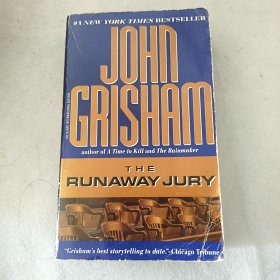 #1 NEW YORK TIMES BESTSELLER
JOHN
GRISHAM
author of A Time to Kill and The Rainmaker
THE
RUNAWAY JURY
"Grisham's best storytelling to date."–Chicago Tribune